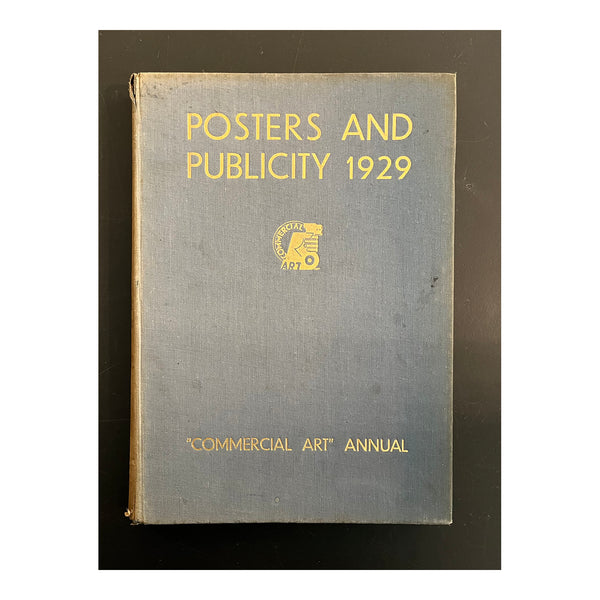 POSTERS AND
PUBLICITY 1929
COMMERCIAL
ART
"COMMERCIAL ART" ANNUAL